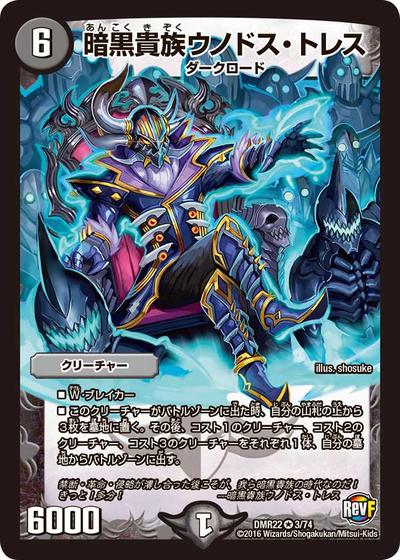 6
あんこくきぞく
暗黒貴族ウノドス・トレス
ダークロード
クリーチャー
illus. shosuke
■W・ブレイカー
■このクリーチャーがバトルゾーンに出た時、自分の山札の上から
3枚を墓地に置く。その後、コスト1のクリーチャー、コスト2の
クリーチャー、コスト3のクリーチャーをそれぞれ1体、自分の墓
地からバトルゾーンに出す。
禁断・革命・侵略が潰し合った後こそが、我ら暗黒貴族の時代なのだ!
きっと!多分!
---暗黒貴族ウノドス・トレス
6000
1
RevF
DMR22 ✪ 3/74
©2016 Wizards/Shogakukan/Mitsui-Kids